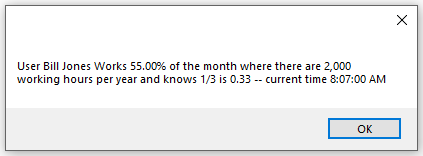 User Bill Jones Works 55.00% of the month where there are 2,000
working hours per year and knows 1/3 is 0.33 -- current time 8:07:00 AM
OK